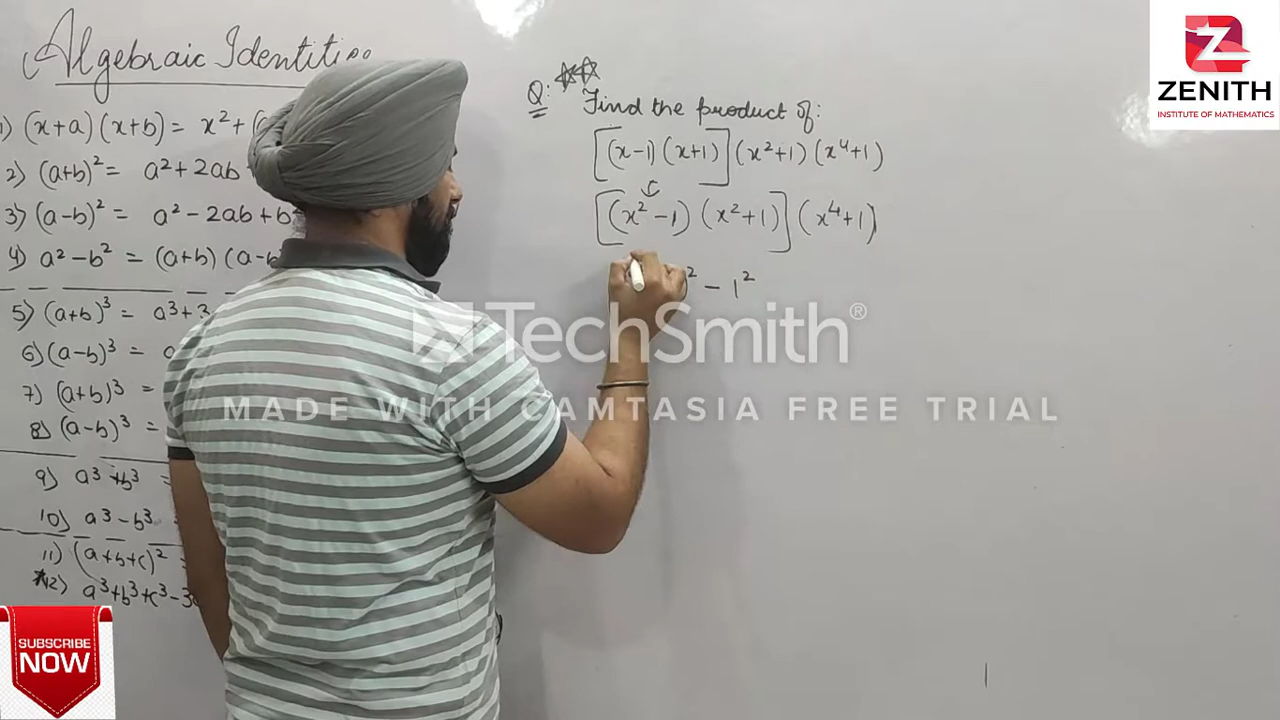 Algebraic Identities
1) (x+a)(x+b) = x²+(
2) (a+b)² = a²+2ab
3) (a-b)² = a²-2ab+b²
4) a²-b² = (a+b)(a-b
5) (a+b)³ = a³+3
6) (a-b)³ = a
7) (a+b)³ =
8) (a-b)³ =
9) a³+b³ =
10) a³-b³ =
11) (a+b+c)² =
12) a³+b³+c³-3
Q: Find the product of:
[(x-1)(x+1)](x²+1)(x⁴+1)
[(x²-1)(x²+1)](x⁴+1)
² - 1²
ZENITH
INSTITUTE OF MATHEMATICS
TechSmith®
MADE WITH CAMTASIA FREE TRIAL
SUBSCRIBE
NOW